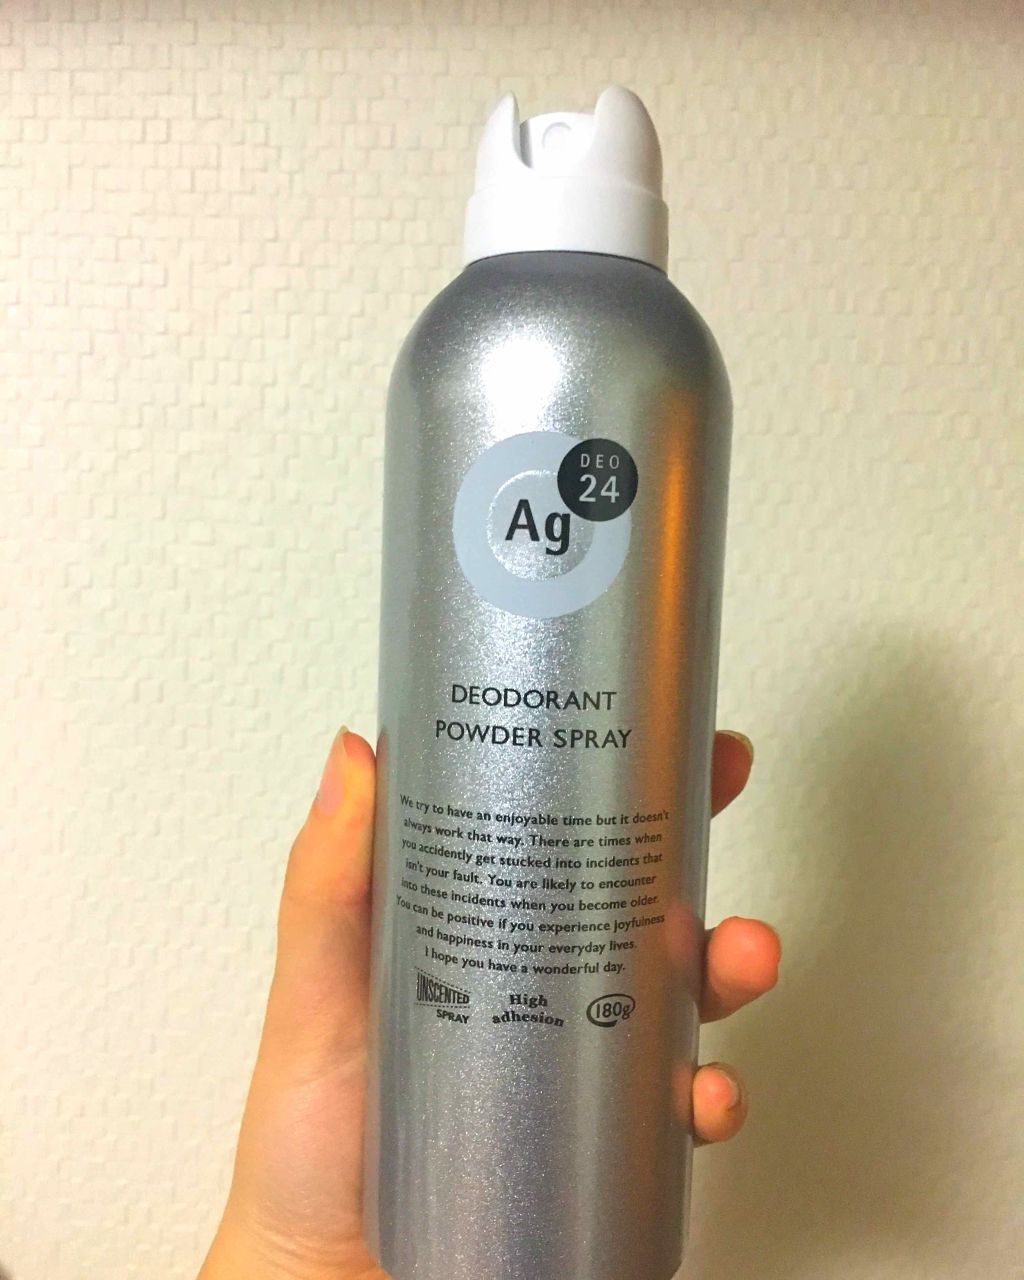 DEO
24
Ag
DEODORANT
POWDER SPRAY
We try to have an enjoyable time but it doesn't
always work that way. There are times when
you accidently get stucked into incidents that
isn't your fault. You are likely to encounter
into these incidents when you become older.
You can be positive if you experience joyfulness
and happiness in your everyday lives.
I hope you have a wonderful day.
UNSCENTED
SPRAY
High
adhesion
180g